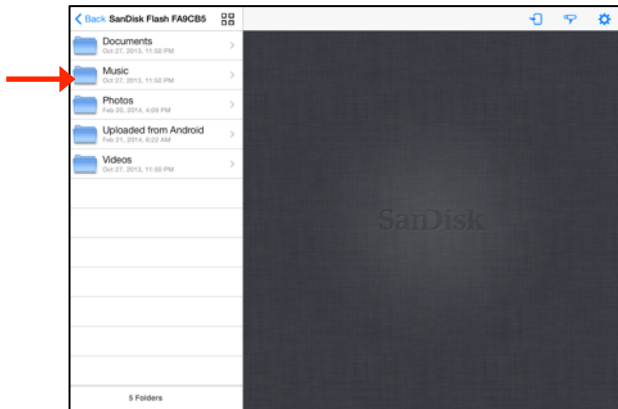 Back SanDisk Flash FA9CB5
Documents
Oct 27, 2013, 11:50 PM
Music
Oct 27, 2013, 11:50 PM
Photos
Feb 20, 2014, 4:09 PM
Uploaded from Android
Feb 21, 2014, 6:22 AM
Videos
Oct 27, 2013, 11:50 PM
SanDisk
5 Folders